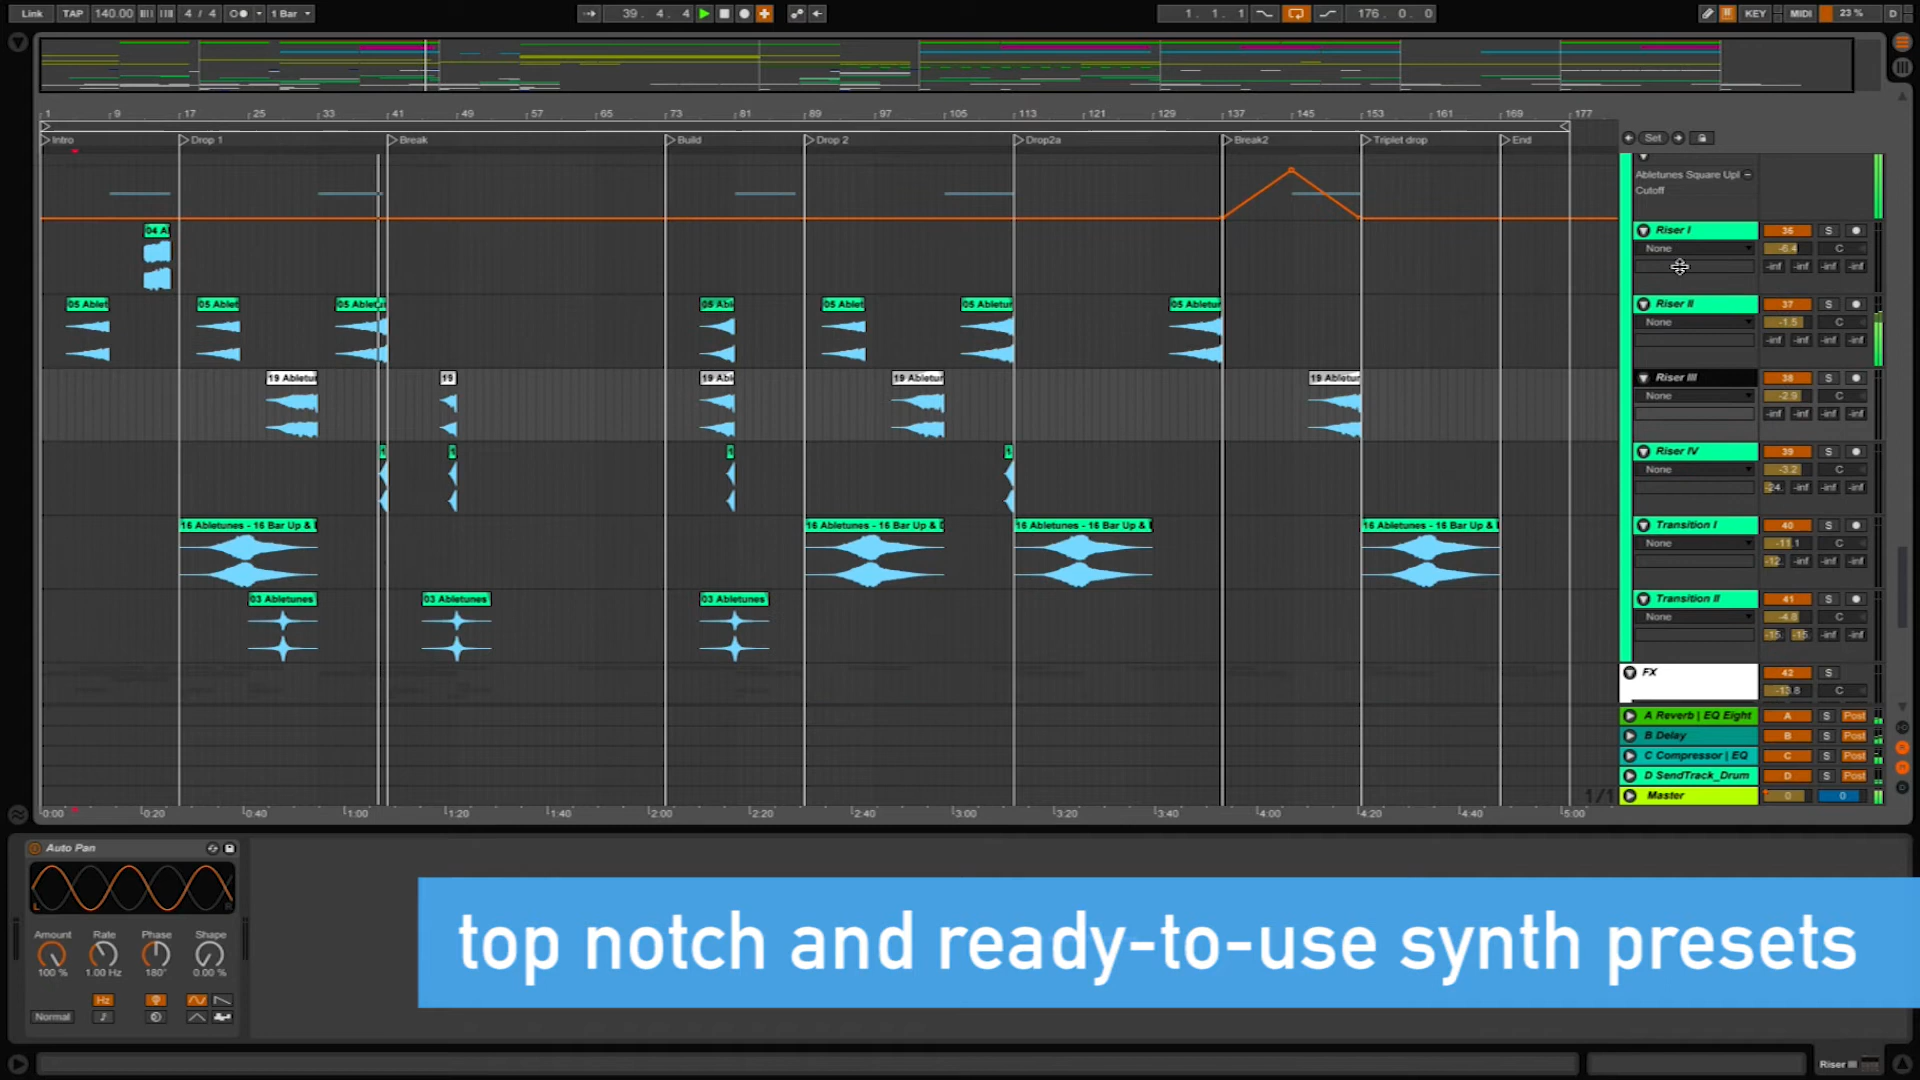 Link TAP 140.00 4 / 4 1 Bar 39. 4. 4 1. 1. 1 176. 0. 0 KEY MIDI 23 % D
1 9 17 25 33 41 49 57 65 73 81 89 97 105 113 121 129 137 145 153 161 169 177
Intro Drop 1 Break Build Drop 2 Drop2a Break2 Triplet drop End
Set
Abletunes Square Upl
Cutoff
04 A
Riser I 36 S
None -6.4 C
-inf -inf -inf -inf
05 Ablet 05 Ablet 05 Abletu 05 Abl 05 Ablet 05 Abletur 05 Abletur
Riser II 37 S
None -1.5 C
-inf -inf -inf -inf
19 Abletur 19 19 Abl 19 Abletur 19 Abletur
Riser III 38 S
None -2.9 C
-inf -inf -inf -inf
Riser IV 39 S
None -3.2 C
-24. -inf -inf -inf
16 Abletunes - 16 Bar Up & 16 Abletunes - 16 Bar Up & 16 Abletunes - 16 Bar Up & 16 Abletunes - 16 Bar Up &
Transition I 40 S
None -11.1 C
-12. -inf -inf -inf
03 Abletunes 03 Abletunes 03 Abletunes
Transition II 41 S
None -4.8 C
-15. -15. -inf -inf
FX 42 S
-13.8 C
A Reverb | EQ Eight A S Post
B Delay B S Post
C Compressor | EQ C S Post
D SendTrack_Drum D S Post
1/1 Master 0 0
0:00 0:20 0:40 1:00 1:20 1:40 2:00 2:20 2:40 3:00 3:20 3:40 4:00 4:20 4:40 5:00
Auto Pan
L R
Amount Rate Phase Shape
100 % 1.00 Hz 180° 0.00 %
Hz
Normal
top notch and ready-to-use synth presets
Riser III